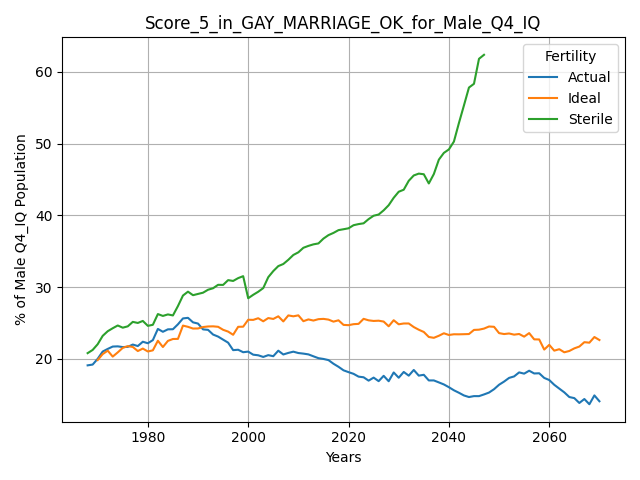 Score_5_in_GAY_MARRIAGE_OK_for_Male_Q4_IQ
% of Male Q4_IQ Population
60
50
40
30
20
Fertility
Actual
Ideal
Sterile
1980
2000
2020
2040
2060
Years